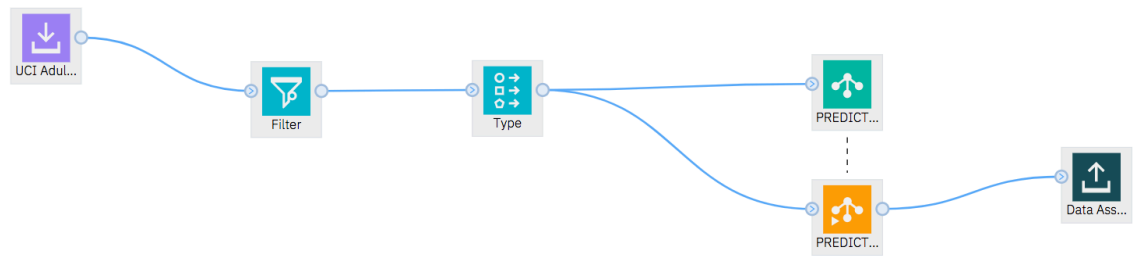 UCI Adul...
Filter
Type
PREDICT...
PREDICT...
Data Ass...